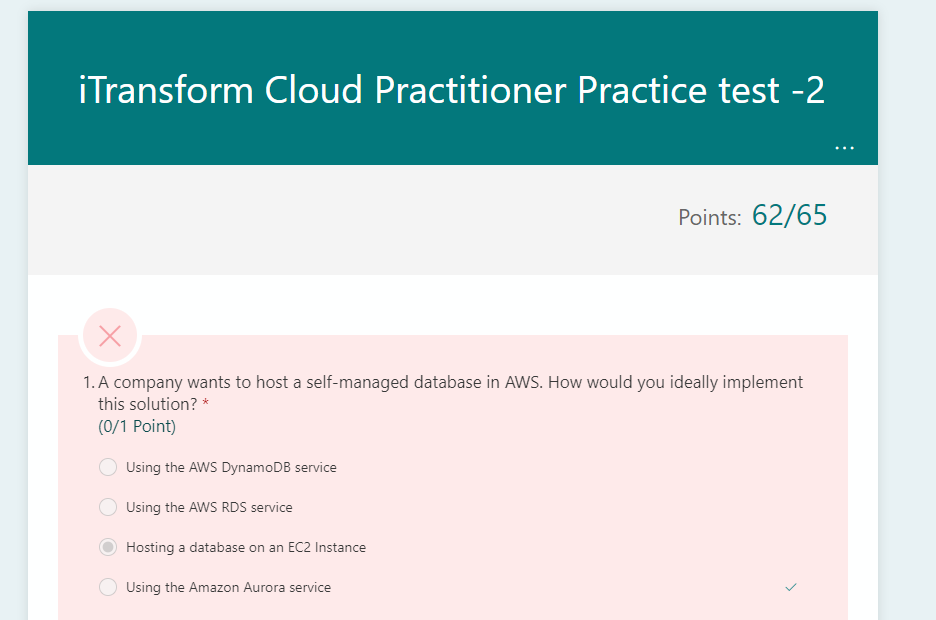 iTransform Cloud Practitioner Practice test -2
...
Points: 62/65
1. A company wants to host a self-managed database in AWS. How would you ideally implement
this solution? *
(0/1 Point)
Using the AWS DynamoDB service
Using the AWS RDS service
Hosting a database on an EC2 Instance
Using the Amazon Aurora service